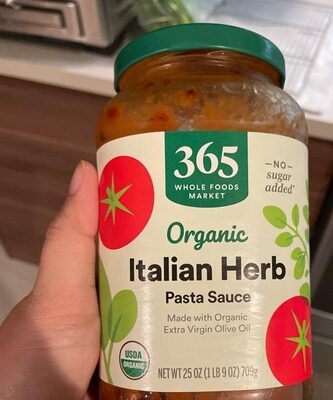 365
WHOLE FOODS
MARKET
—NO—
sugar
added*
Organic
Italian Herb
Pasta Sauce
Made with Organic
Extra Virgin Olive Oil
USDA
ORGANIC
NET WT 25 OZ (1 LB 9 OZ) 709g